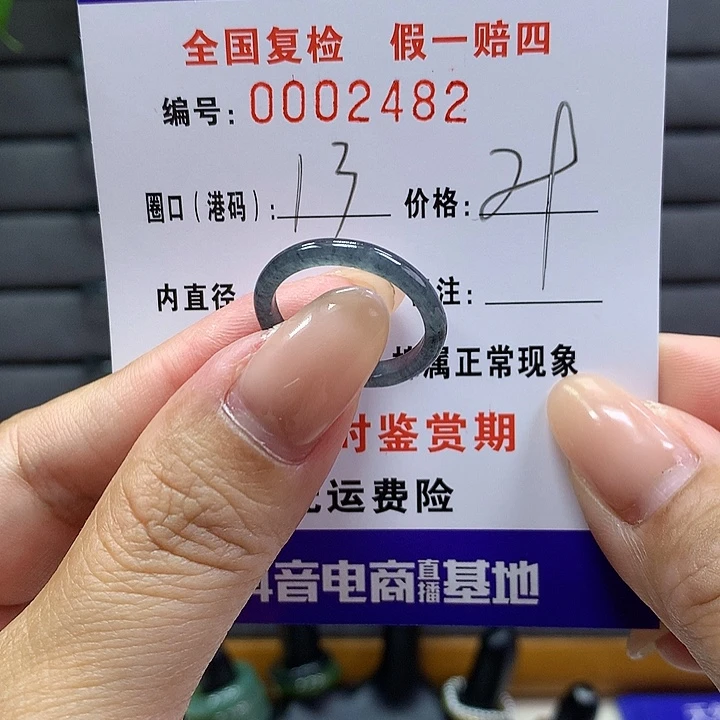 全国复检 假一赔四
编号: 0002482
圈口(港码): 13 价格:
内直径 注:
属正常现象
时鉴赏期
运费险
音电商直播基地